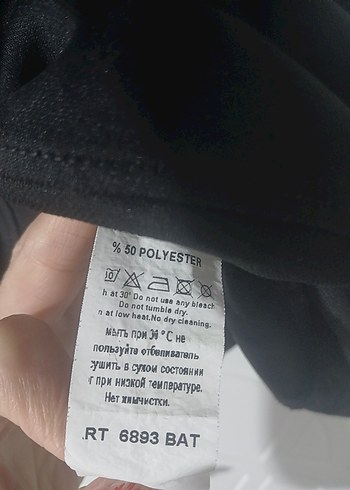 % 50 POLYESTER
h at 30° Do not use any bleach
Do not tumble dry.
n at low heat.No dry cleaning.
мыть при 30 °C не
пользуйте отбеливатель
сушить в сухом состоянии
г при низкой температуре.
Нет химчистки.
.RT 6893 BAT